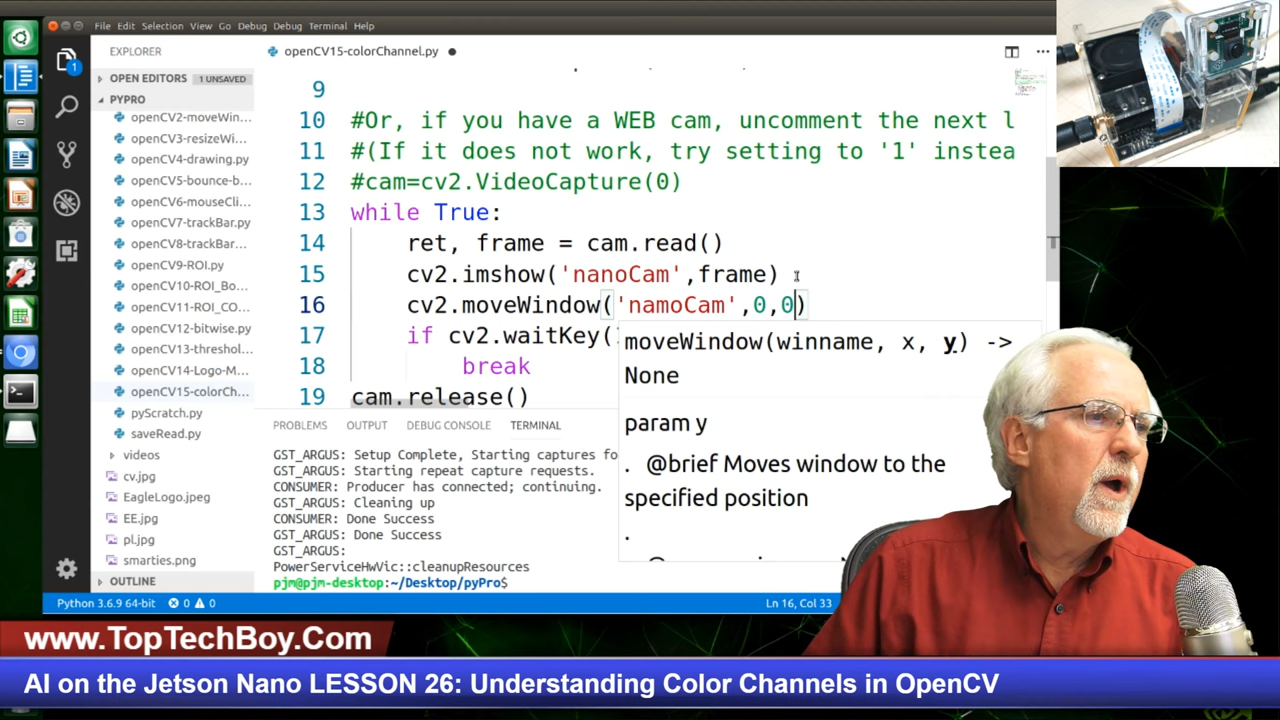 File Edit Selection View Go Debug Debug Terminal Help
EXPLORER
OPEN EDITORS 1 UNSAVED
PYPRO
openCV2-moveWin...
openCV3-resizeWi...
openCV4-drawing.py
openCV5-bounce-b...
openCV6-mouseCli...
openCV7-trackBar.py
openCV8-trackBar...
openCV9-ROI.py
openCV10-ROI_Bo...
openCV11-ROI_CO...
openCV12-bitwise.py
openCV13-threshol...
openCV14-Logo-M...
openCV15-colorCh...
pyScratch.py
saveRead.py
videos
cv.jpg
EagleLogo.jpeg
EE.jpg
pl.jpg
smarties.png
OUTLINE
1
openCV15-colorChannel.py
9
10 #Or, if you have a WEB cam, uncomment the next l
11 #(If it does not work, try setting to '1' instea
12 #cam=cv2.VideoCapture(0)
13 while True:
14 ret, frame = cam.read()
15 cv2.imshow('nanoCam',frame)
16 cv2.moveWindow('namoCam',0,0)
17 if cv2.waitKey(
18 break
19 cam.release()
moveWindow(winname, x, y) ->
None
param y
. @brief Moves window to the
specified position
.
PROBLEMS OUTPUT DEBUG CONSOLE TERMINAL
GST_ARGUS: Setup Complete, Starting captures fo
GST_ARGUS: Starting repeat capture requests.
CONSUMER: Producer has connected; continuing.
GST_ARGUS: Cleaning up
CONSUMER: Done Success
GST_ARGUS: Done Success
GST_ARGUS:
PowerServiceHwVic::cleanupResources
pjm@pjm-desktop:~/Desktop/pyPro$
Python 3.6.9 64-bit 0 0 Ln 16, Col 33
www.TopTechBoy.Com
AI on the Jetson Nano LESSON 26: Understanding Color Channels in OpenCV